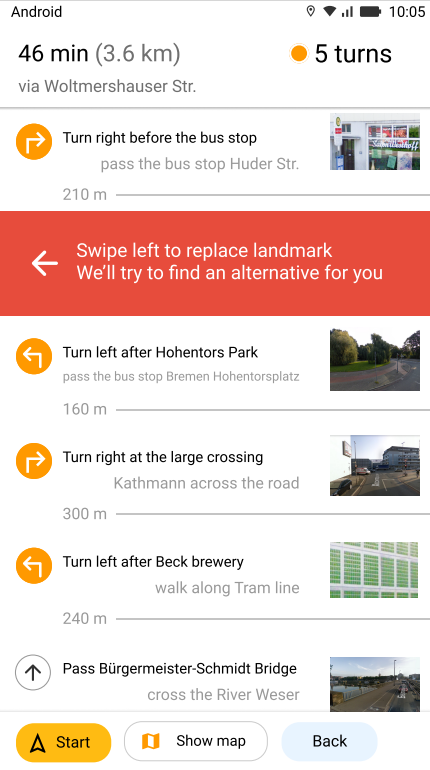 Android 10:05
46 min (3.6 km) 5 turns
via Woltmershauser Str.
Turn right before the bus stop
pass the bus stop Huder Str.
210 m
Swipe left to replace landmark
We'll try to find an alternative for you
Turn left after Hohentors Park
pass the bus stop Bremen Hohentorsplatz
160 m
Turn right at the large crossing
Kathmann across the road
300 m
Turn left after Beck brewery
walk along Tram line
240 m
Pass Bürgermeister-Schmidt Bridge
cross the River Weser
Start Show map Back